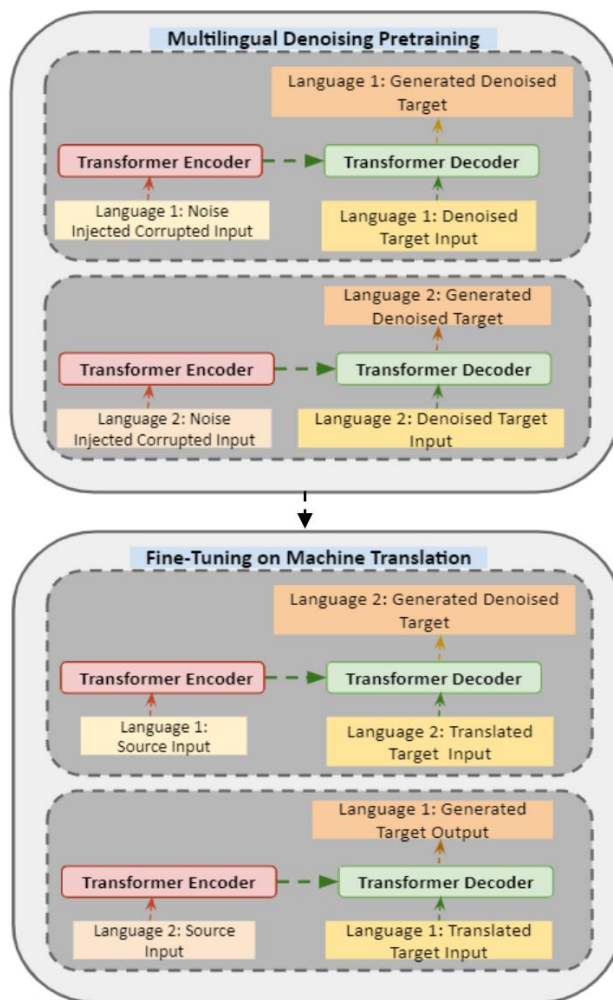 Multilingual Denoising Pretraining
Language 1: Generated Denoised
Target
Transformer Encoder
Transformer Decoder
Language 1: Noise
Injected Corrupted Input
Language 1: Denoised
Target Input
Language 2: Generated
Denoised Target
Transformer Encoder
Transformer Decoder
Language 2: Noise
Injected Corrupted Input
Language 2: Denoised Target
Input
Fine-Tuning on Machine Translation
Language 2: Generated Denoised
Target
Transformer Encoder
Transformer Decoder
Language 1:
Source Input
Language 2: Translated
Target Input
Language 1: Generated
Target Output
Transformer Encoder
Transformer Decoder
Language 2: Source
Input
Language 1: Translated
Target Input